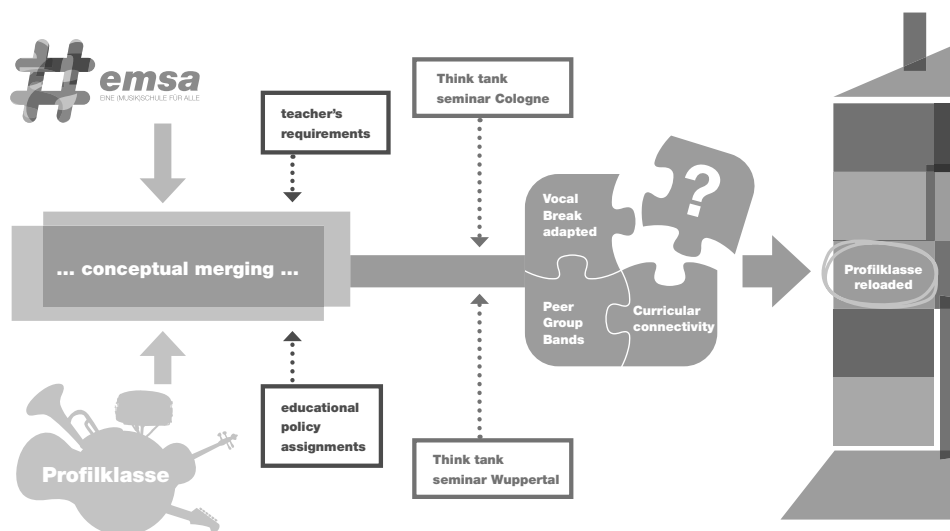 emsa
EINE (MUSIK)SCHULE FÜR ALLE
teacher's
requirements
Think tank
seminar Cologne
... conceptual merging ...
Vocal
Break
adapted
?
Peer
Group
Bands
Curricular
connectivity
Profilklasse
reloaded
educational
policy
assignments
Think tank
seminar Wuppertal
Profilklasse